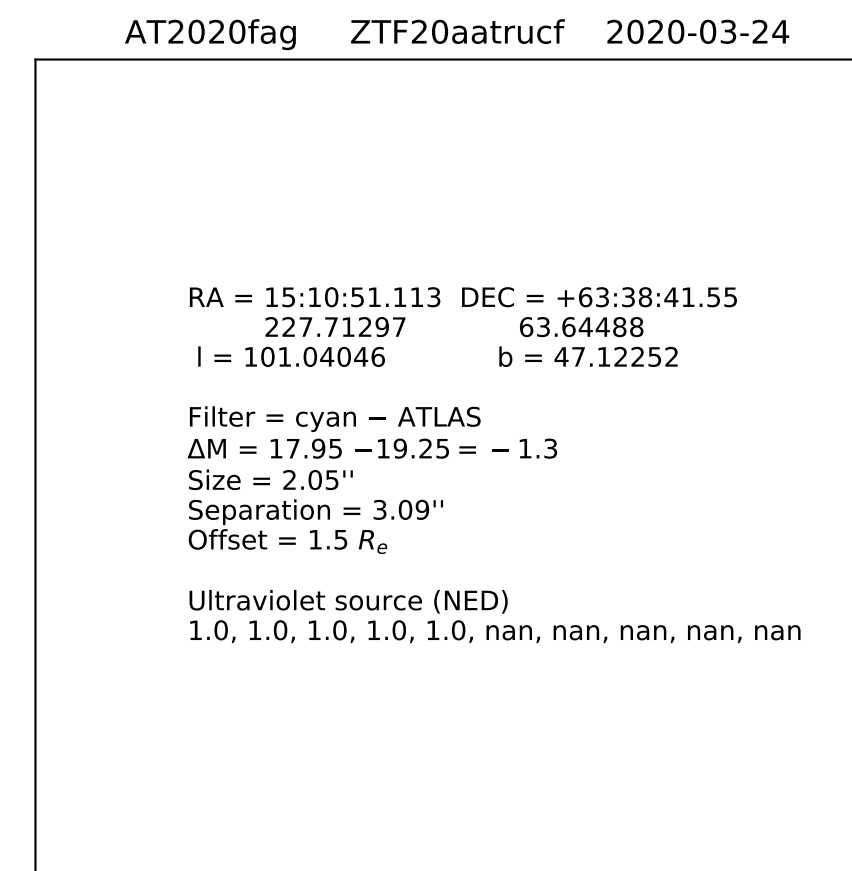 AT2020fag ZTF20aatrucf 2020-03-24
RA = 15:10:51.113 DEC = +63:38:41.55
227.71297 63.64488
l = 101.04046 b = 47.12252
Filter = cyan − ATLAS
ΔM = 17.95 −19.25 = − 1.3
Size = 2.05''
Separation = 3.09''
Offset = 1.5 Re
Ultraviolet source (NED)
1.0, 1.0, 1.0, 1.0, 1.0, nan, nan, nan, nan, nan